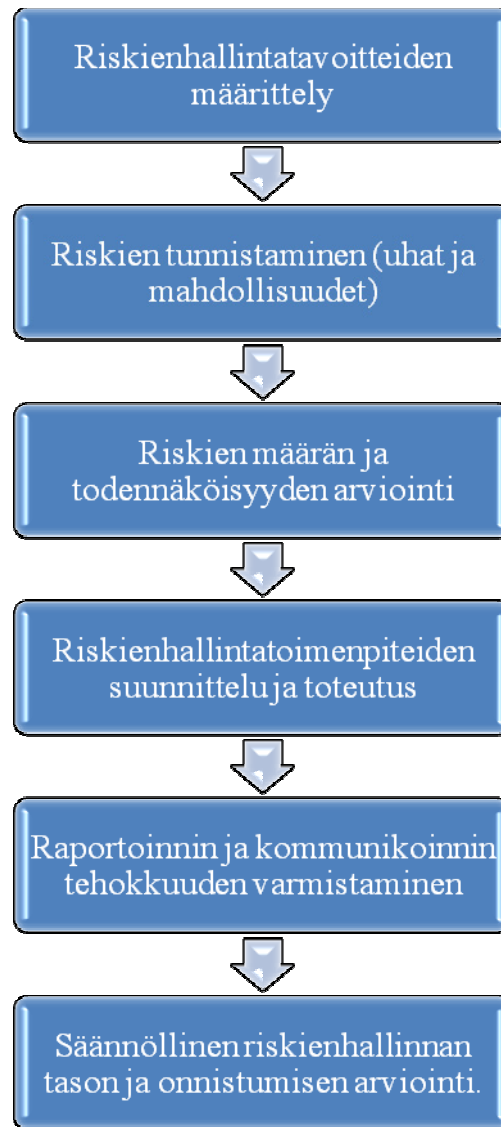 Riskienhallintatavoitteiden
määrittely
Riskien tunnistaminen (uhat ja
mahdollisuudet)
Riskien määrän ja
todennäköisyyden arviointi
Riskienhallintatoimenpiteiden
suunnittelu ja toteutus
Raportoinnin ja kommunikoinnin
tehokkuuden varmistaminen
Säännöllinen riskienhallinnan
tason ja onnistumisen arviointi.